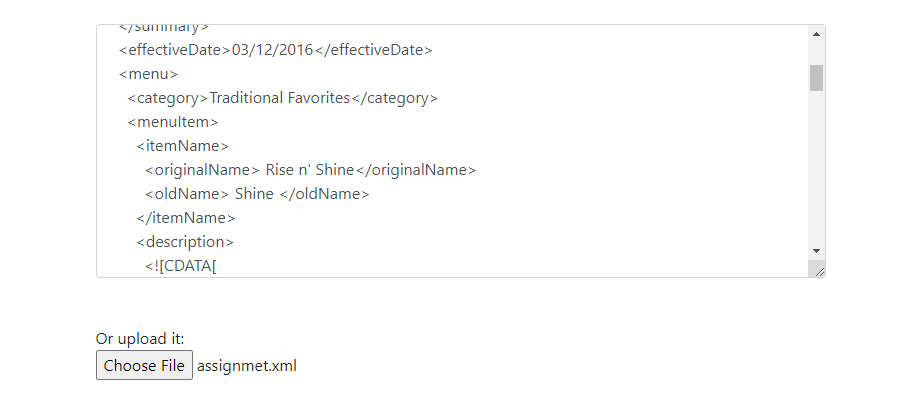 </summary>
<effectiveDate>03/12/2016</effectiveDate>
<menu>
<category>Traditional Favorites</category>
<menuItem>
<itemName>
<originalName> Rise n' Shine</originalName>
<oldName> Shine </oldName>
</itemName>
<description>
<![CDATA[
Or upload it:
Choose File assignmet.xml